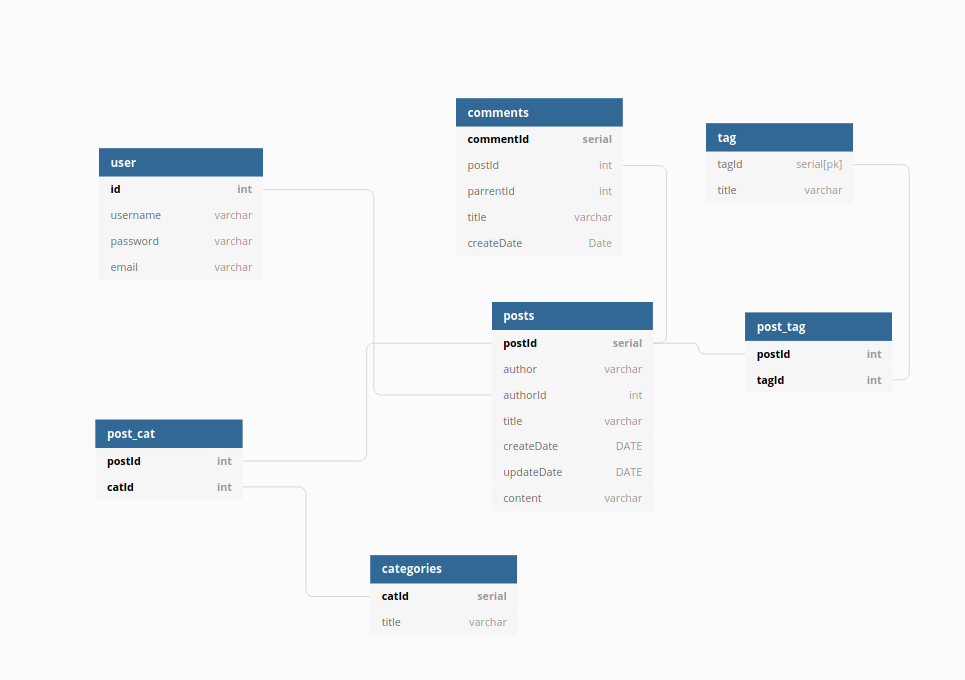 comments
commentId serial
postId int
parrentId int
title varchar
createDate Date
tag
tagId serial[pk]
title varchar
user
id int
username varchar
password varchar
email varchar
posts
postId serial
author varchar
authorId int
title varchar
createDate DATE
updateDate DATE
content varchar
post_tag
postId int
tagId int
post_cat
postId int
catId int
categories
catId serial
title varchar